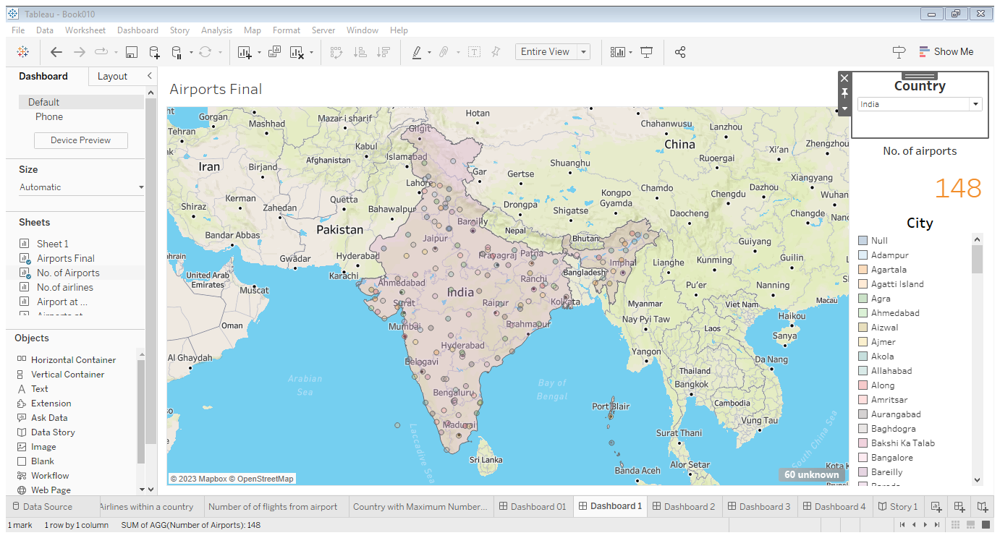 Tableau - Book010
File Data Worksheet Dashboard Story Analysis Map Format Server Window Help
Entire View
Show Me
Dashboard Layout
Default
Phone
Device Preview
Size
Automatic
Sheets
Sheet 1
Airports Final
No. of Airports
No.of airlines
Airport at ...
Objects
Horizontal Container
Vertical Container
Text
Extension
Ask Data
Data Story
Image
Blank
Workflow
Web Page
Airports Final
Gorgan
Mashhad
Mazar-i sharif
Hotan
Chahanwusu
Lanzhou
Tehran
Gilgit
China
Zhengzhou
Kabul
Islamabad
Xi'an
Afghanistan
Ruoergai
Iran
Birjand
Shuanghu
Gar
Gertse
Xiangyang
Lahore
Dazhou
Kerman
Quetta
Kongpo
Gyamda
Chamdo
Chengdu
Wuhan
Shiraz
Zahedan
Bahawalpur
Drongpa
Shigatse
Daocheng
Changde
Bareilly
Pakistan
Nepal
Bandar Abbas
Jaipur
Bhutan
Guiyang
Gwadar
Hyderabad
Prayagraj
Patna
Imphal
Lianghe
Kunming
Guilin
Karachi
Bangladesh
United Arab
Emirates
Ahmedabad
Ranchi
Pu'er
Nanning
Muscat
India
Surat
Raipur
Kolkata
Myanmar
Viet Nam
Macau
Nay Pyi Taw
Haikou
Oman
Mumbai
Brahmapur
Laos
Sanya
Hyderabad
Al Ghaydah
Belagavi
Yangon
Da Nang
Thailand
Arabian
Sea
Bay of
Bengal
Bangkok
Bengaluru
Cambodia
Port Blair
Vung Tau
Madurai
Surat Thani
Laccadive Sea
South China Sea
Sri Lanka
Alor Setar
Banda Aceh
60 unknown
© 2023 Mapbox © OpenStreetMap
Country
India
No. of airports
148
City
Null
Adampur
Agartala
Agatti Island
Agra
Ahmedabad
Aizwal
Ajmer
Akola
Allahabad
Along
Amritsar
Aurangabad
Baghdogra
Bakshi Ka Talab
Bangalore
Bareilly
Data Source
Airlines within a country
Number of of flights from airport
Country with Maximum Number...
Dashboard 01
Dashboard 1
Dashboard 2
Dashboard 3
Dashboard 4
Story 1
1 mark 1 row by 1 column SUM of AGG(Number of Airports): 148